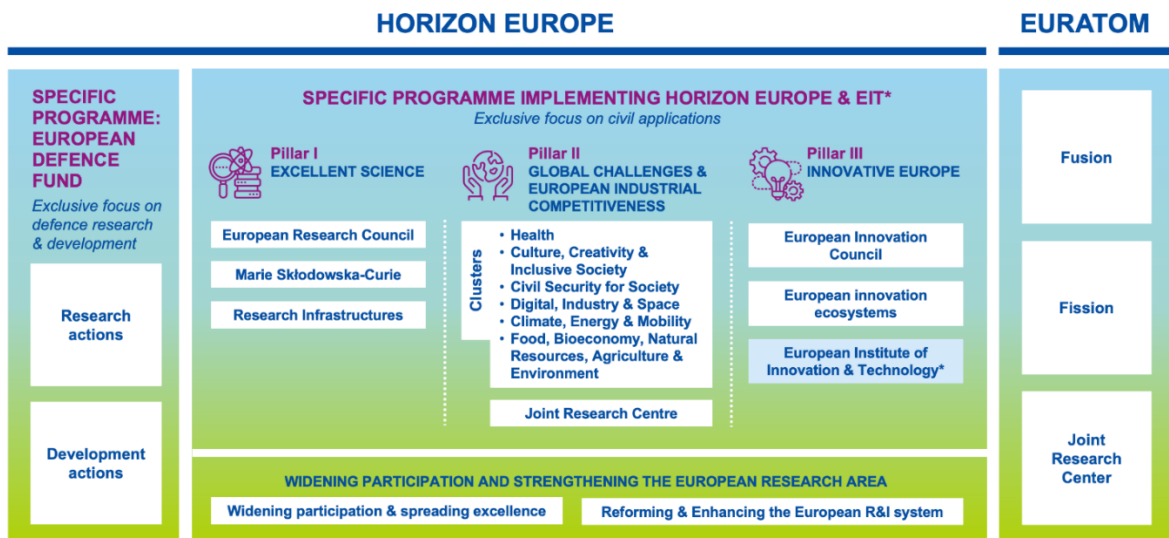 HORIZON EUROPE
EURATOM
SPECIFIC
PROGRAMME:
EUROPEAN
DEFENCE
FUND
Exclusive focus on
defence research
& development
Research
actions
Development
actions
SPECIFIC PROGRAMME IMPLEMENTING HORIZON EUROPE & EIT*
Exclusive focus on civil applications
Pillar I
EXCELLENT SCIENCE
European Research Council
Marie Skłodowska-Curie
Research Infrastructures
Pillar II
GLOBAL CHALLENGES &
EUROPEAN INDUSTRIAL
COMPETITIVENESS
Clusters
• Health
• Culture, Creativity &
Inclusive Society
• Civil Security for Society
• Digital, Industry & Space
• Climate, Energy & Mobility
• Food, Bioeconomy, Natural
Resources, Agriculture &
Environment
Joint Research Centre
Pillar III
INNOVATIVE EUROPE
European Innovation
Council
European innovation
ecosystems
European Institute of
Innovation & Technology*
WIDENING PARTICIPATION AND STRENGTHENING THE EUROPEAN RESEARCH AREA
Widening participation & spreading excellence
Reforming & Enhancing the European R&I system
Fusion
Fission
Joint
Research
Center